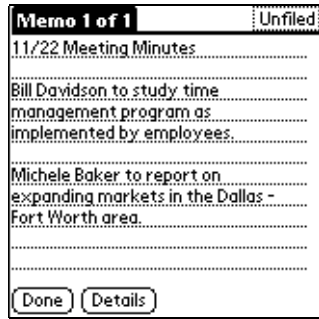 Memo 1 of 1 Unfiled
11/22 Meeting Minutes
Bill Davidson to study time
management program as
implemented by employees.
Michele Baker to report on
expanding markets in the Dallas -
Fort Worth area.
Done Details